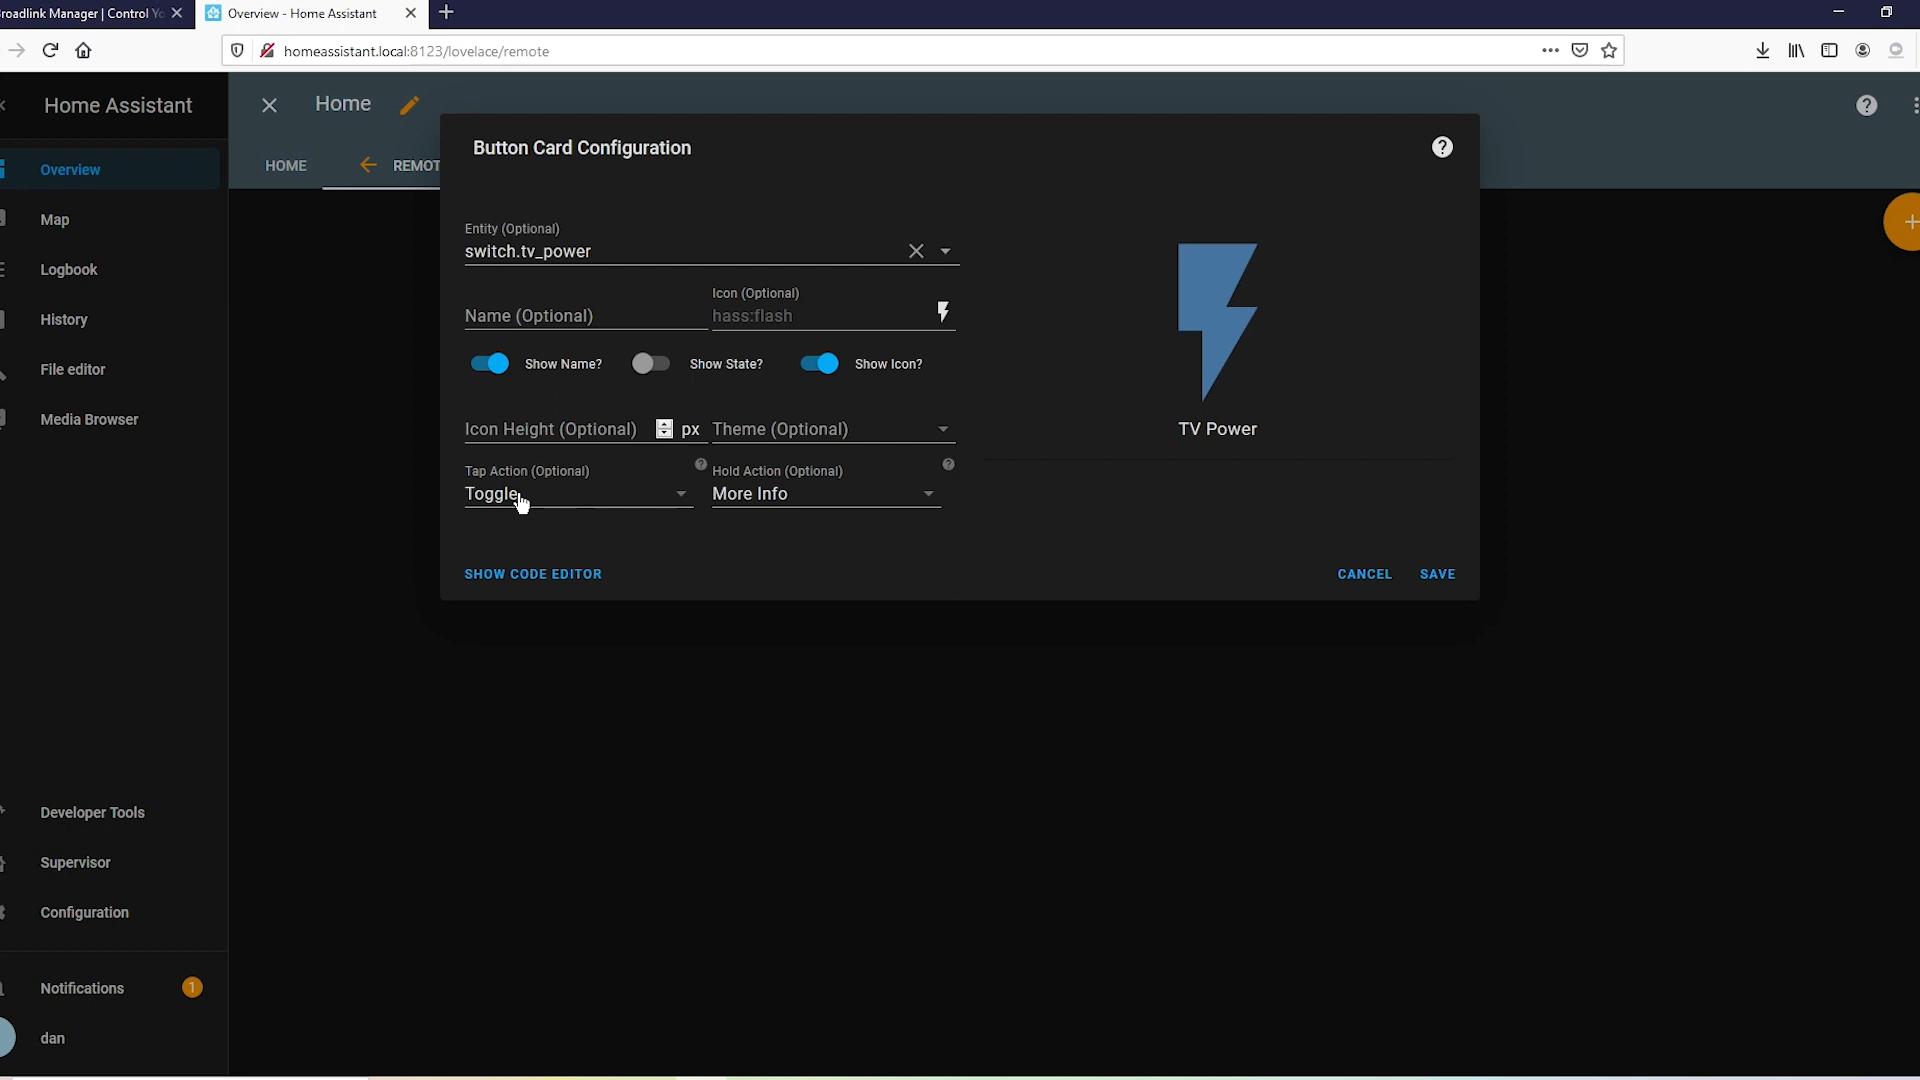 roadlink Manager | Control Yo
Overview - Home Assistant
homeassistant.local:8123/lovelace/remote
Home Assistant
Home
HOME
REMOT
Overview
Map
Logbook
History
File editor
Media Browser
Developer Tools
Supervisor
Configuration
Notifications
1
dan
Button Card Configuration
?
Entity (Optional)
switch.tv_power
Name (Optional)
Icon (Optional)
hass:flash
Show Name?
Show State?
Show Icon?
Icon Height (Optional)
px
Theme (Optional)
Tap Action (Optional)
?
Toggle
Hold Action (Optional)
?
More Info
TV Power
SHOW CODE EDITOR
CANCEL
SAVE
?